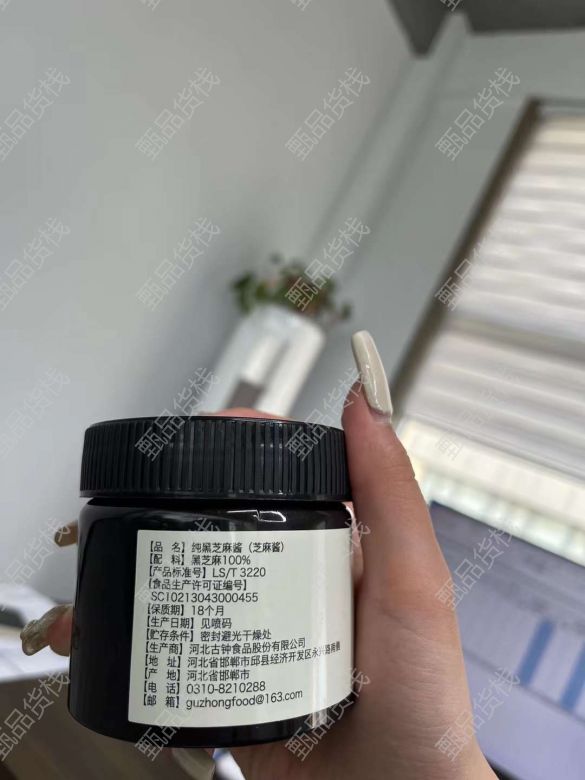 【品 名】纯黑芝麻酱（芝麻酱）
【配 料】黑芝麻100%
【产品标准号】LS/T 3220
【食品生产许可证编号】
SC10213043000455
【保质期】18个月
【生产日期】见喷码
【贮存条件】密封避光干燥处
【生产商】河北古钟食品股份有限公司
【地 址】河北省邯郸市邱县经济开发区永兴路南侧
【产 地】河北省邯郸市
【电 话】0310-8210288
【邮 箱】guzhongfood@163.com
甄品货栈